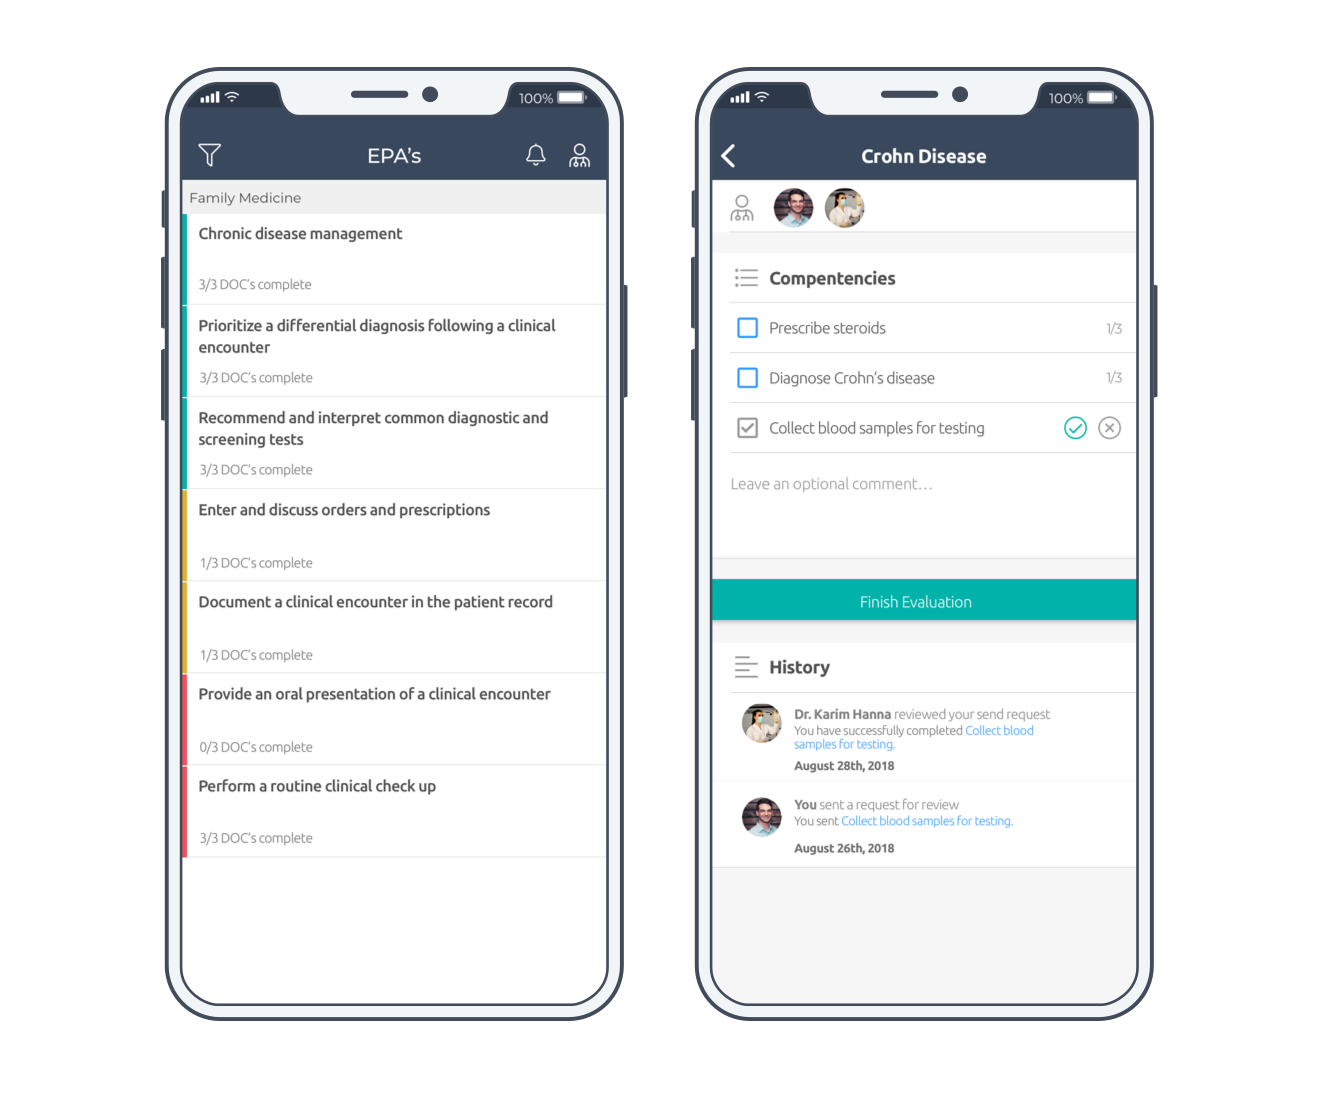 100%
EPA's
Family Medicine
Chronic disease management
3/3 DOC's complete
Prioritize a differential diagnosis following a clinical
encounter
3/3 DOC's complete
Recommend and interpret common diagnostic and
screening tests
3/3 DOC's complete
Enter and discuss orders and prescriptions
1/3 DOC's complete
Document a clinical encounter in the patient record
1/3 DOC's complete
Provide an oral presentation of a clinical encounter
0/3 DOC's complete
Perform a routine clinical check up
3/3 DOC's complete
100%
Crohn Disease
Compentencies
Prescribe steroids 1/3
Diagnose Crohn's disease 1/3
Collect blood samples for testing
Leave an optional comment...
Finish Evaluation
History
Dr. Karim Hanna reviewed your send request
You have successfully completed Collect blood
samples for testing.
August 28th, 2018
You sent a request for review
You sent Collect blood samples for testing.
August 26th, 2018